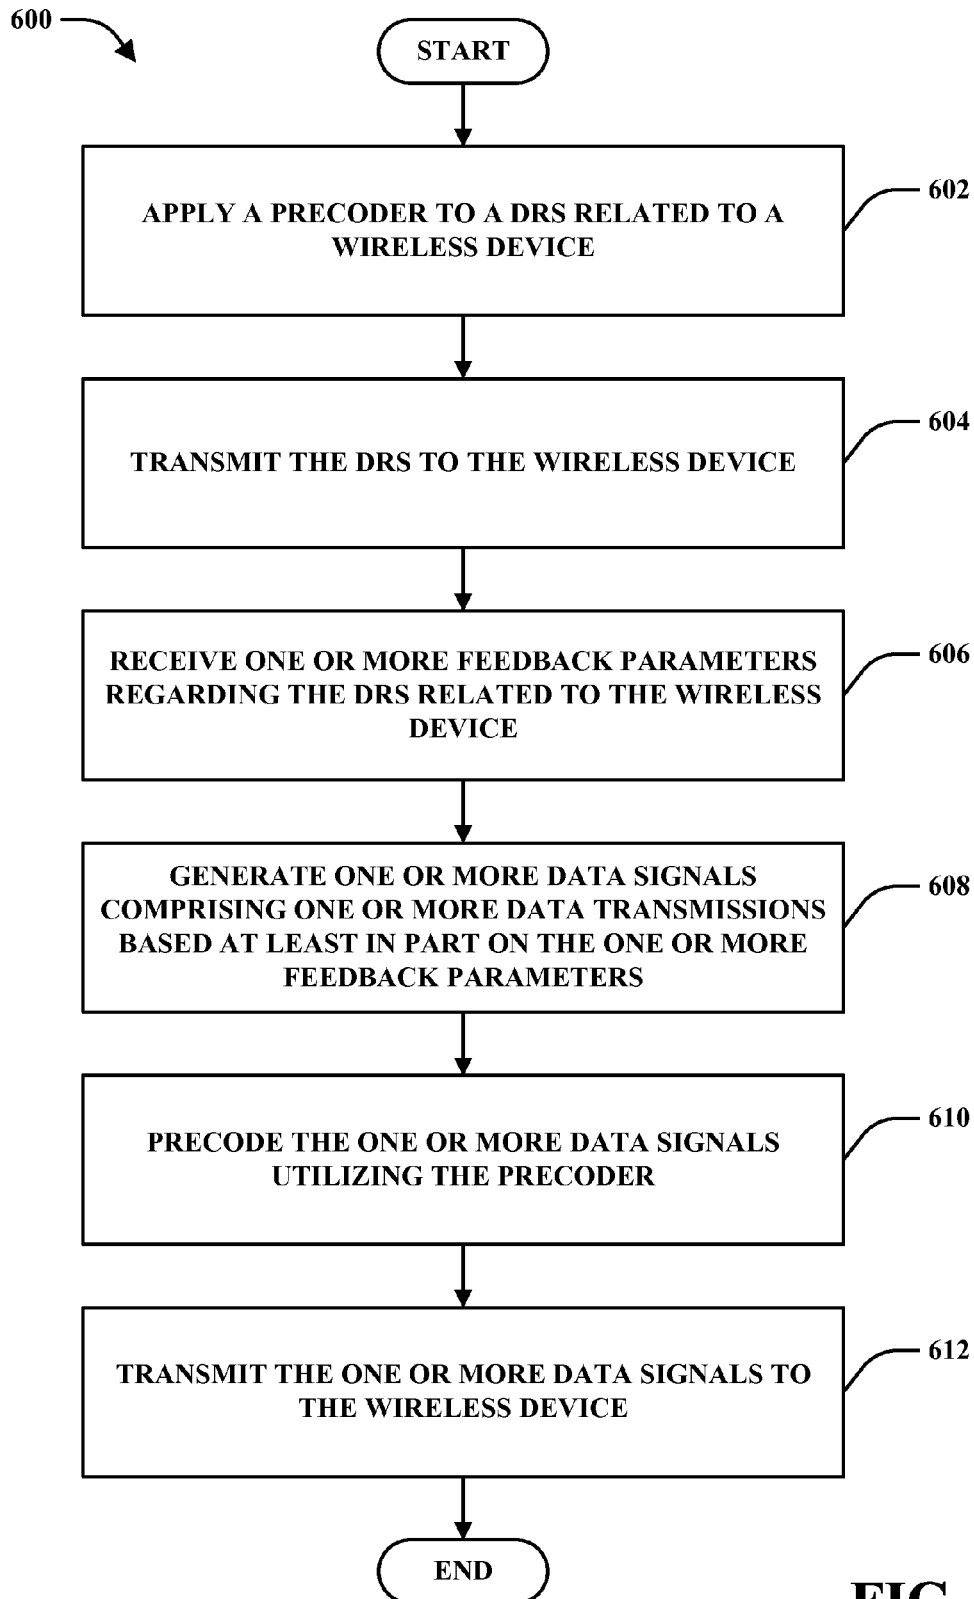 600
START
APPLY A PRECODER TO A DRS RELATED TO A
WIRELESS DEVICE
602
TRANSMIT THE DRS TO THE WIRELESS DEVICE
604
RECEIVE ONE OR MORE FEEDBACK PARAMETERS
REGARDING THE DRS RELATED TO THE WIRELESS
DEVICE
606
GENERATE ONE OR MORE DATA SIGNALS
COMPRISING ONE OR MORE DATA TRANSMISSIONS
BASED AT LEAST IN PART ON THE ONE OR MORE
FEEDBACK PARAMETERS
608
PRECODE THE ONE OR MORE DATA SIGNALS
UTILIZING THE PRECODER
610
TRANSMIT THE ONE OR MORE DATA SIGNALS TO
THE WIRELESS DEVICE
612
END
FIG